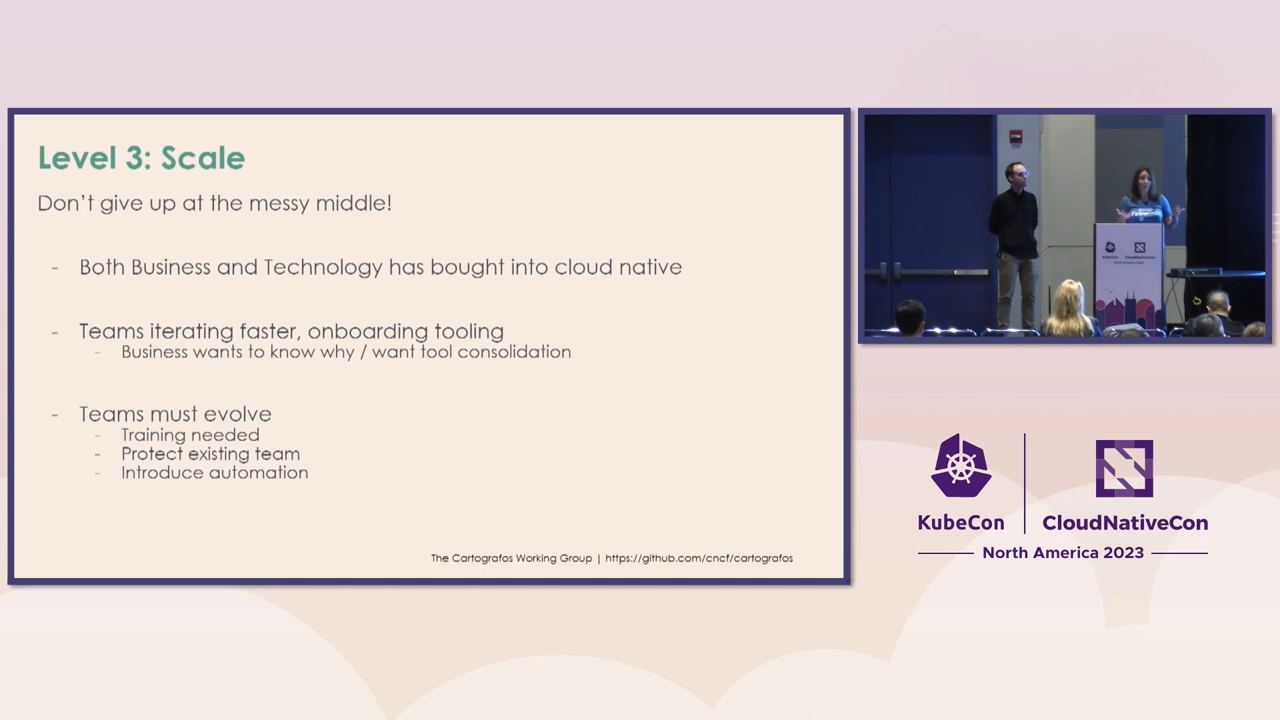 Level 3: Scale
Don't give up at the messy middle!
- Both Business and Technology has bought into cloud native
- Teams iterating faster, onboarding tooling
- Business wants to know why / want tool consolidation
- Teams must evolve
- Training needed
- Protect existing team
- Introduce automation
The Cartografos Working Group | https://github.com/cncf/cartografos
KubeCon
CloudNativeCon
KubeCon
CloudNativeCon
North America 2023